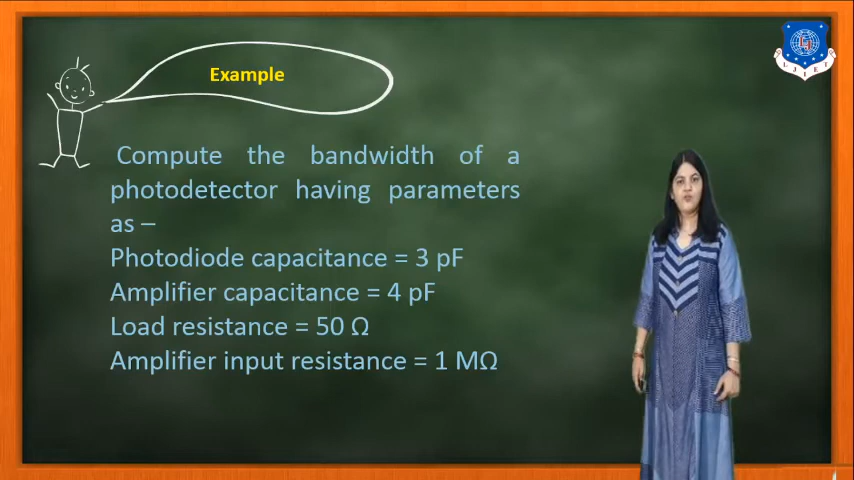 Example
Compute the bandwidth of a
photodetector having parameters
as –
Photodiode capacitance = 3 pF
Amplifier capacitance = 4 pF
Load resistance = 50 Ω
Amplifier input resistance = 1 MΩ